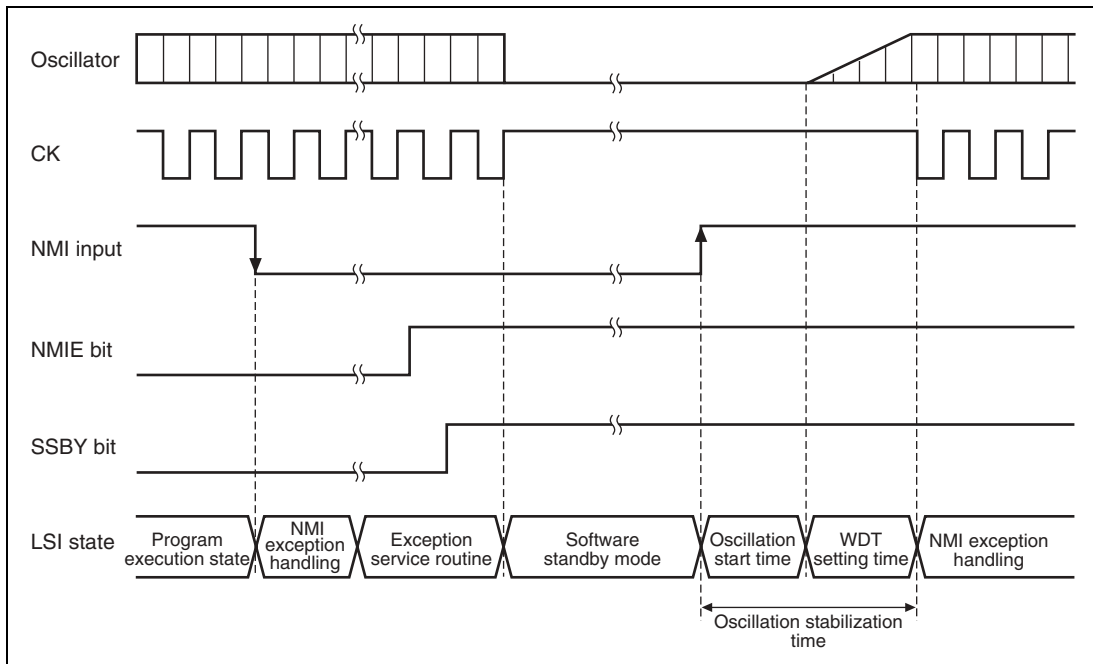 Oscillator
CK
NMI input
NMIE bit
SSBY bit
LSI state
Program
execution state
NMI
exception
handling
Exception
service routine
Software
standby mode
Oscillation
start time
WDT
setting time
NMI exception
handling
Oscillation stabilization
time